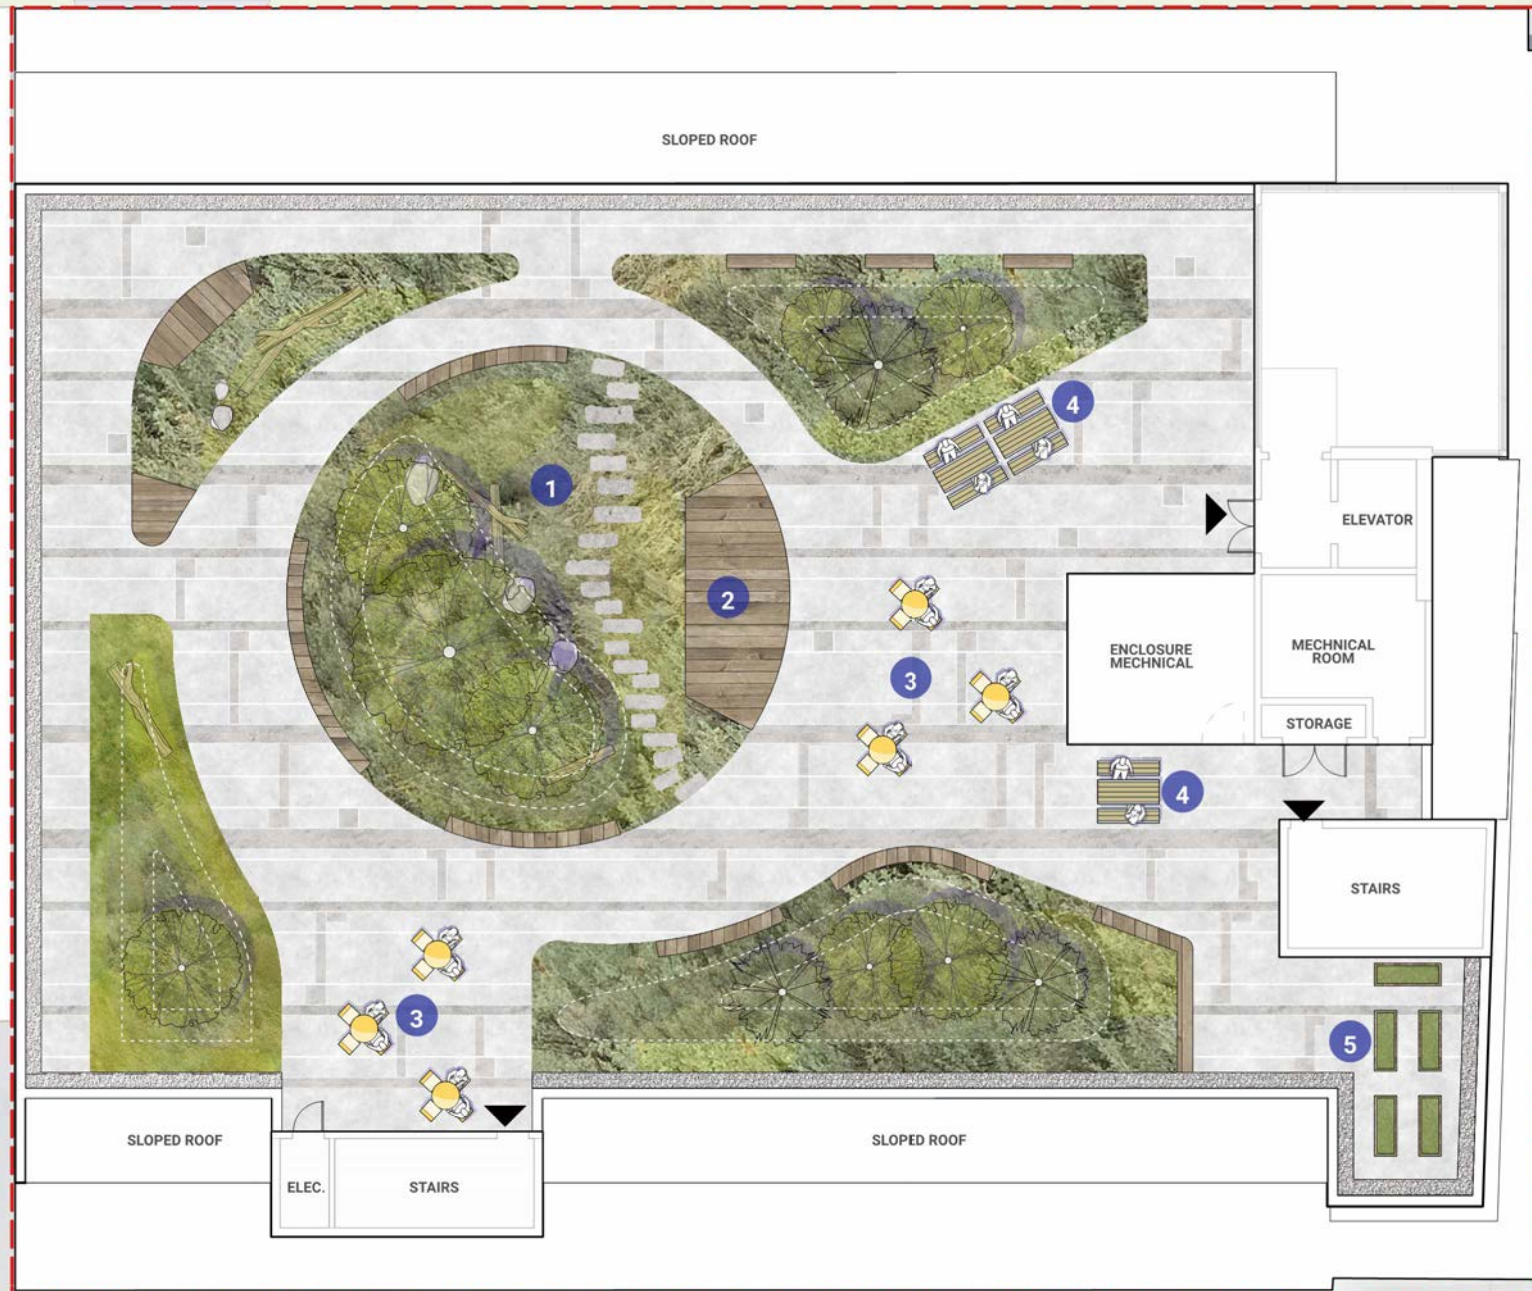 SLOPED ROOF
4
1
ELEVATOR
2
ENCLOSURE
MECHNICAL
MECHNICAL
ROOM
3
STORAGE
4
STAIRS
3
5
SLOPED ROOF
SLOPED ROOF
ELEC.
STAIRS